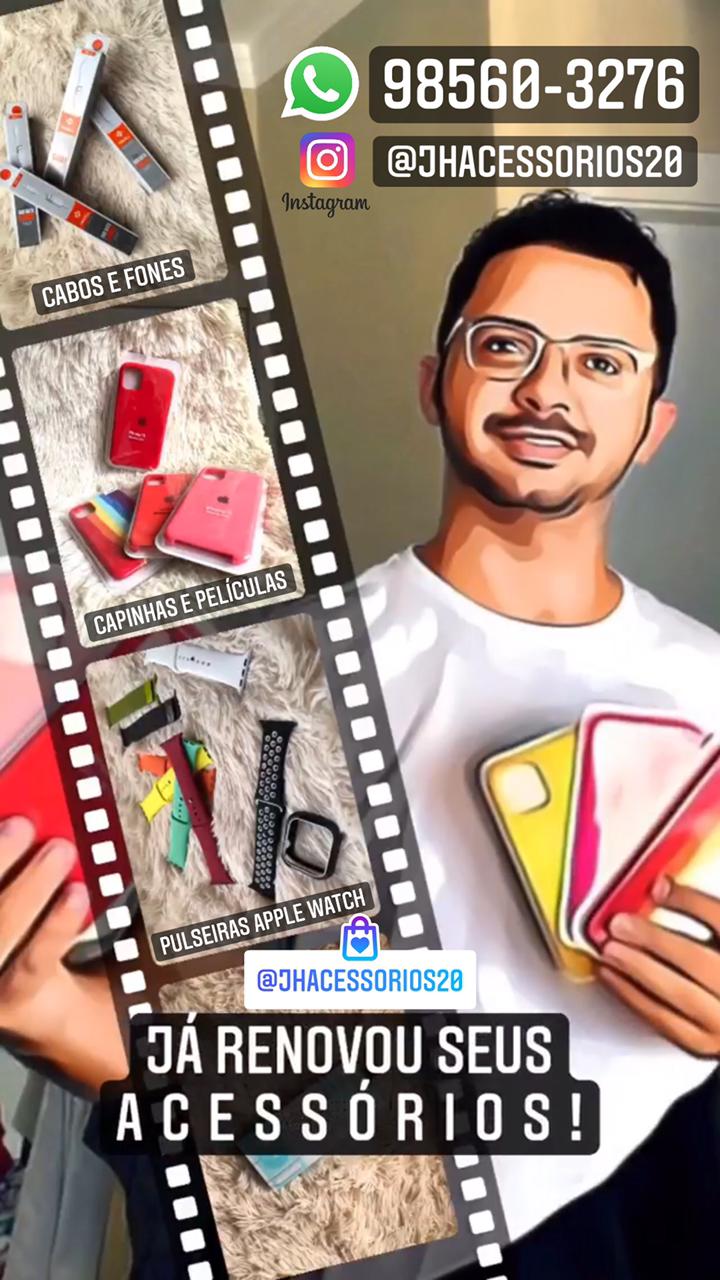 98560-3276
@JHACESSORIOS20
Instagram
CABOS E FONES
CAPINHAS E PELÍCULAS
PULSEIRAS APPLE WATCH
@JHACESSORIOS20
JÁ RENOVOU SEUS
ACESSÓRIOS!